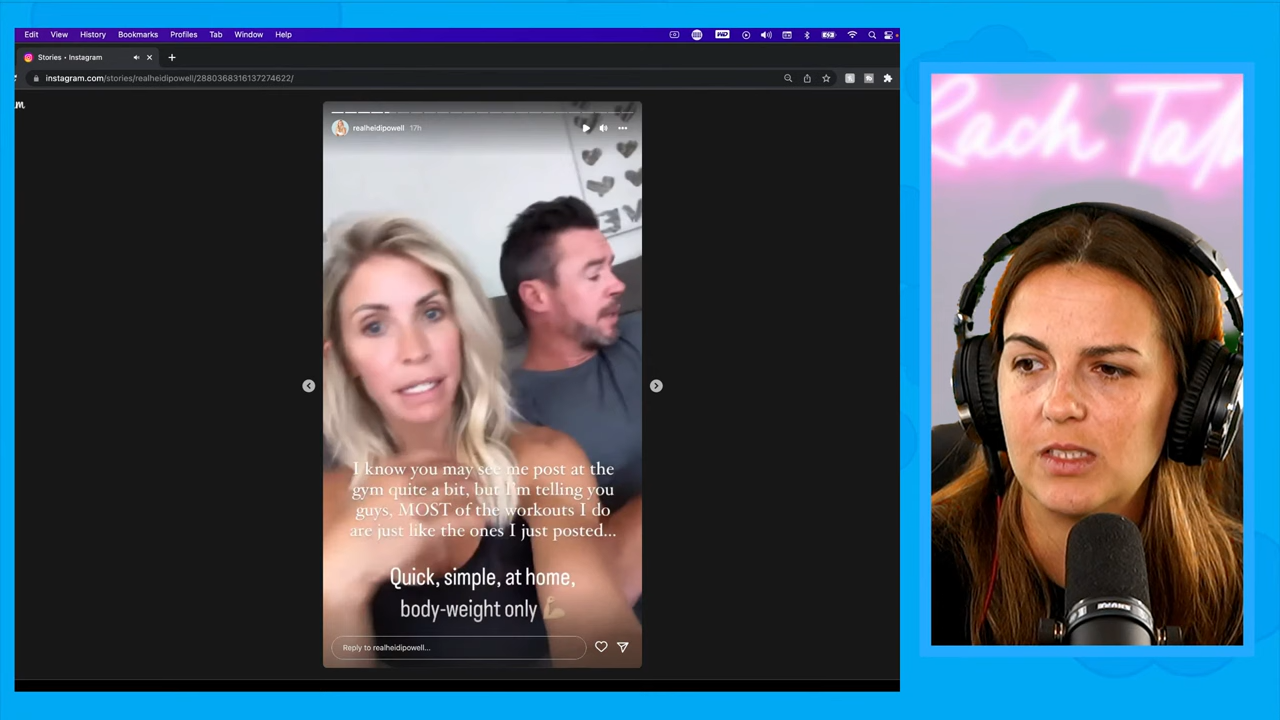 Edit View History Bookmarks Profiles Tab Window Help
Stories • Instagram
instagram.com/stories/realheidipowell/2880368316137274622/
realheidipowell 17h
I know you may see me post at the
gym quite a bit, but I'm telling you
guys, MOST of the workouts I do
are just like the ones I just posted...
Quick, simple, at home,
body-weight only 💪🏼
Reply to realheidipowell...
Rach Talk